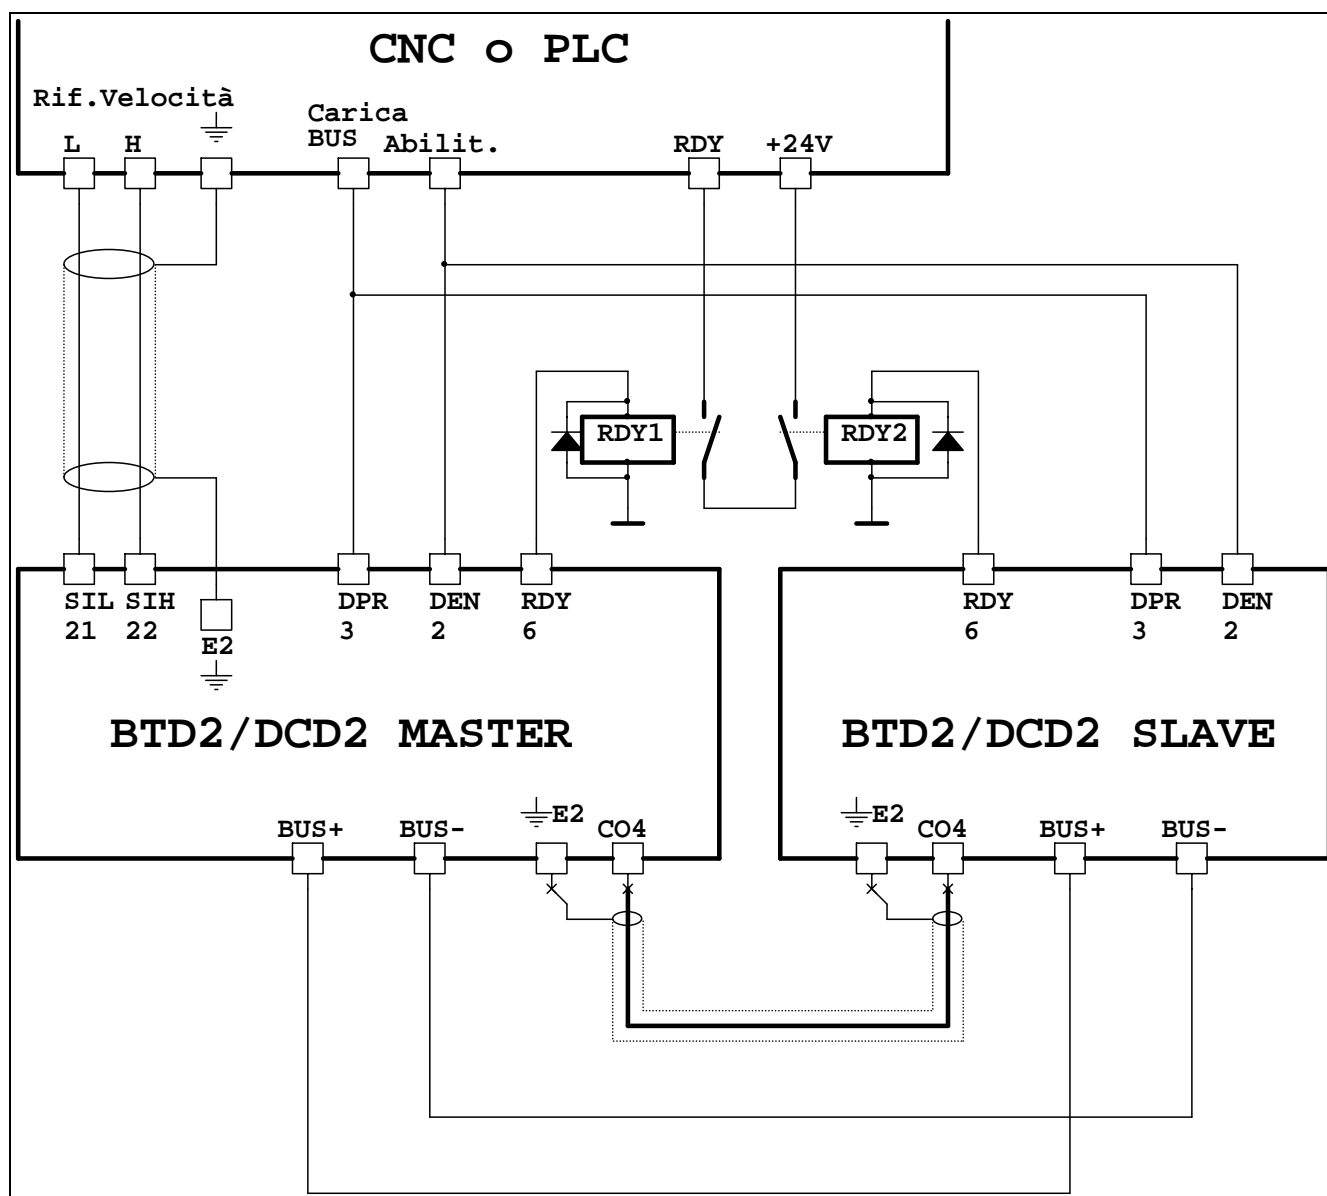 CNC o PLC
Rif.Velocità
L H
Carica
BUS
Abilit.
RDY +24V
RDY1 RDY2
SIL SIH
21 22
E2
DPR
3
DEN
2
RDY
6
RDY
6
DPR
3
DEN
2
BTD2/DCD2 MASTER
BTD2/DCD2 SLAVE
BUS+ BUS- E2 CO4
E2 CO4 BUS+ BUS-